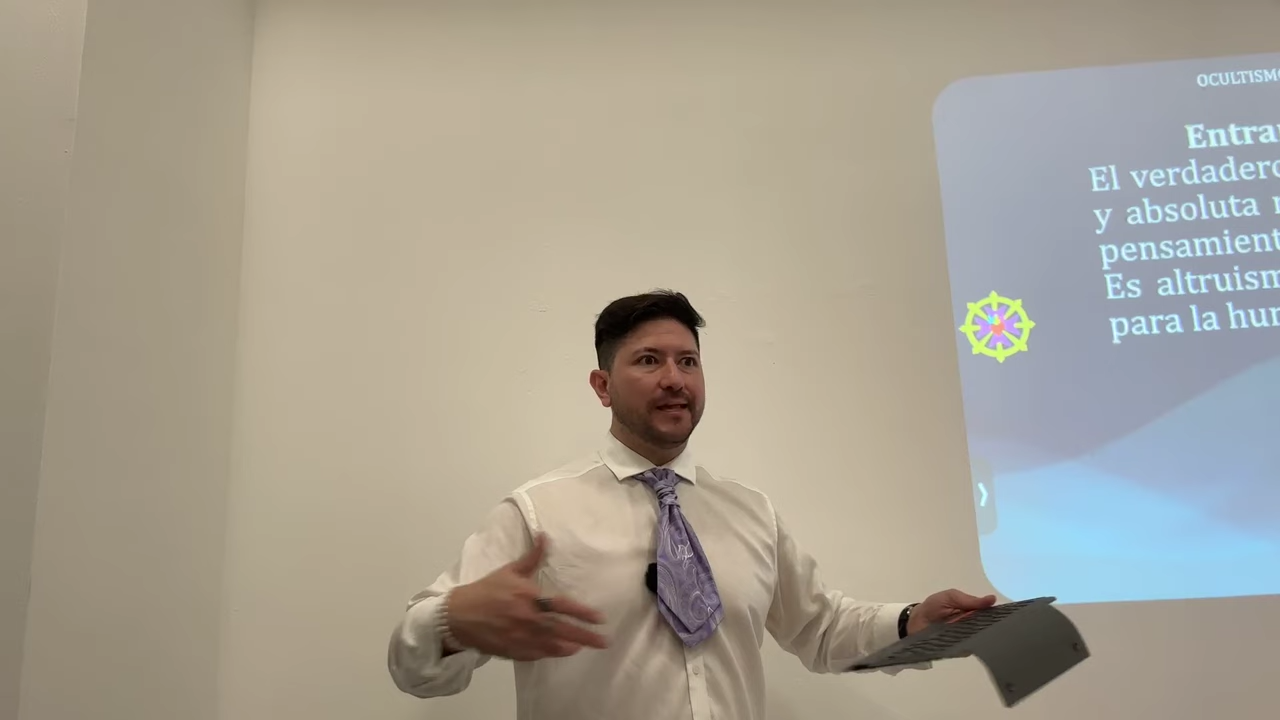 OCULTISMO
Entra
El verdadero
y absoluta
pensamient
Es altruism
para la hu